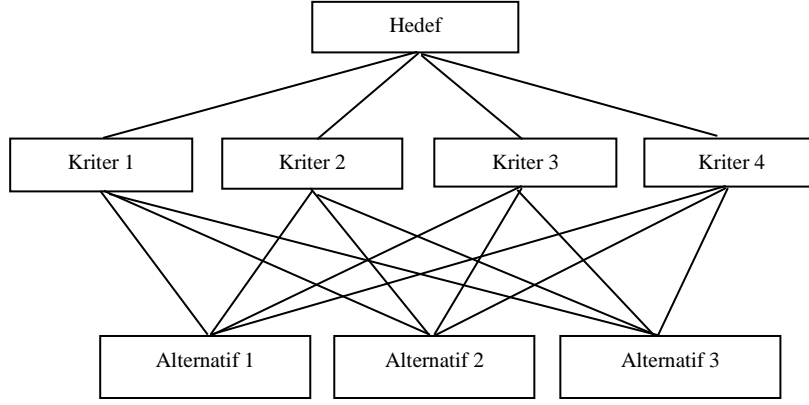 Hedef
Kriter 1
Kriter 2
Kriter 3
Kriter 4
Alternatif 1
Alternatif 2
Alternatif 3